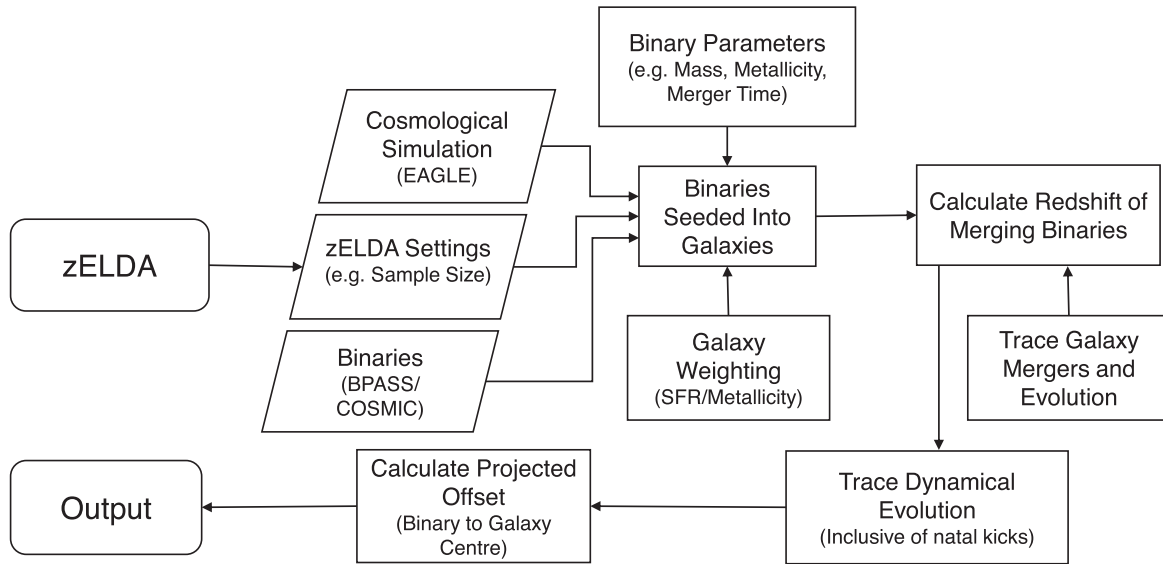 zELDA
Cosmological
Simulation
(EAGLE)
zELDA Settings
(e.g. Sample Size)
Binaries
(BPASS/
COSMIC)
Binary Parameters
(e.g. Mass, Metallicity,
Merger Time)
Binaries
Seeded Into
Galaxies
Galaxy
Weighting
(SFR/Metallicity)
Calculate Redshift of
Merging Binaries
Trace Galaxy
Mergers and
Evolution
Trace Dynamical
Evolution
(Inclusive of natal kicks)
Calculate Projected
Offset
(Binary to Galaxy
Centre)
Output